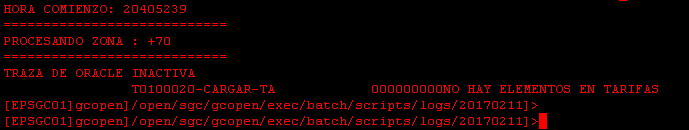 HORA COMIENZO: 20405239
===========================
PROCESANDO ZONA : +70
===========================
TRAZA DE ORACLE INACTIVA
T0100020-CARGAR-TA 000000000NO HAY ELEMENTOS EN TARIFAS
[EPSGC01]gcopen]/open/sgc/gcopen/exec/batch/scripts/logs/20170211]>
[EPSGC01]gcopen]/open/sgc/gcopen/exec/batch/scripts/logs/20170211]>